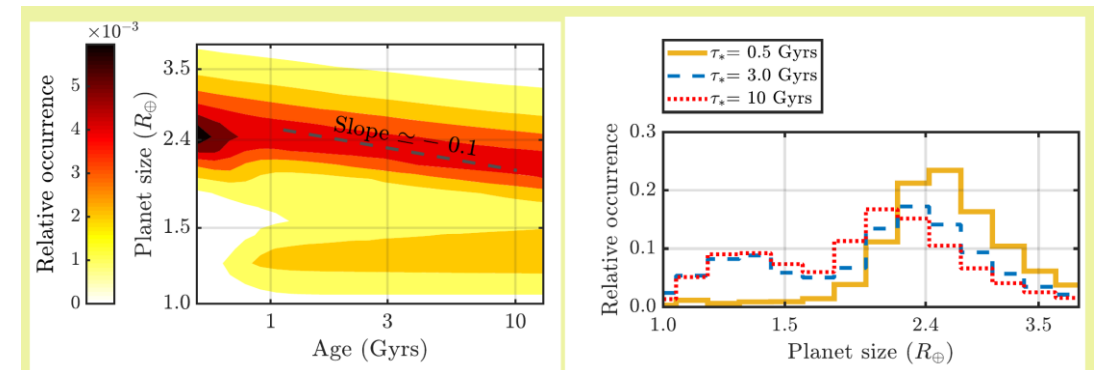 ×10⁻³
Relative occurrence
5
4
3
2
1
0
Planet size (R⊕)
3.5
2.4
1.5
1.0
Slope ≃ − 0.1
1
3
10
Age (Gyrs)
τ*= 0.5 Gyrs
τ*= 3.0 Gyrs
τ*= 10 Gyrs
Relative occurrence
0.3
0.2
0.1
0.0
1.0
1.5
2.4
3.5
Planet size (R⊕)